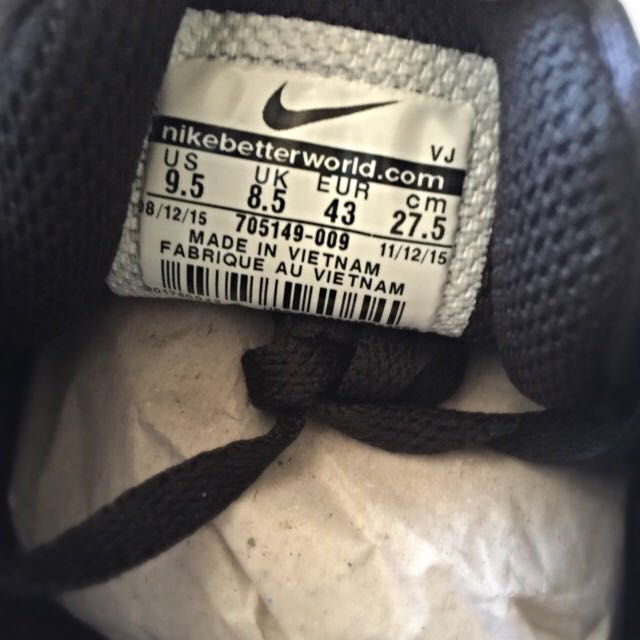 nikebetterworld.com VJ
US UK EUR cm
9.5 8.5 43 27.5
08/12/15 705149-009 11/12/15
MADE IN VIETNAM
FABRIQUE AU VIETNAM